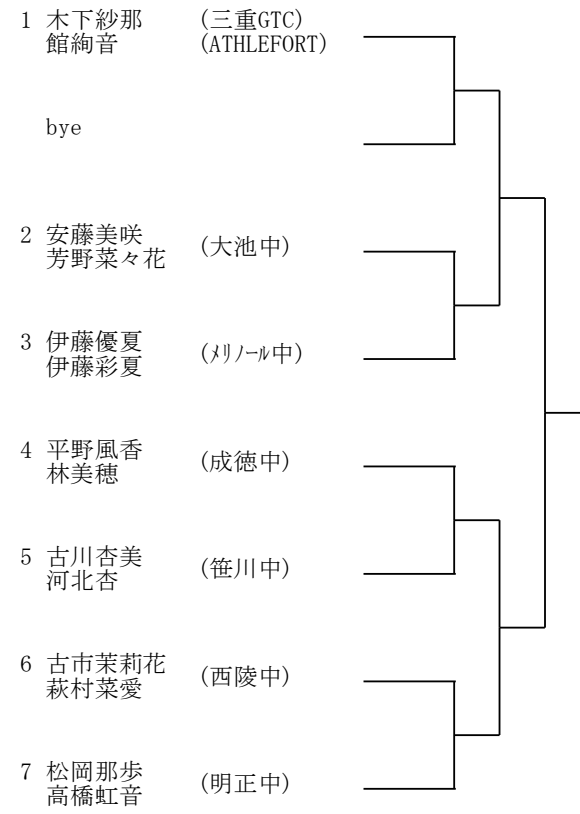 1 木下紗那 (三重GTC)
館絢音 (ATHLEFORT)
bye
2 安藤美咲
芳野菜々花 (大池中)
3 伊藤優夏
伊藤彩夏 (ﾒﾘﾉｰﾙ中)
4 平野風香
林美穂 (成徳中)
5 古川杏美
河北杏 (笹川中)
6 古市茉莉花
萩村菜愛 (西陵中)
7 松岡那歩
高橋虹音 (明正中)